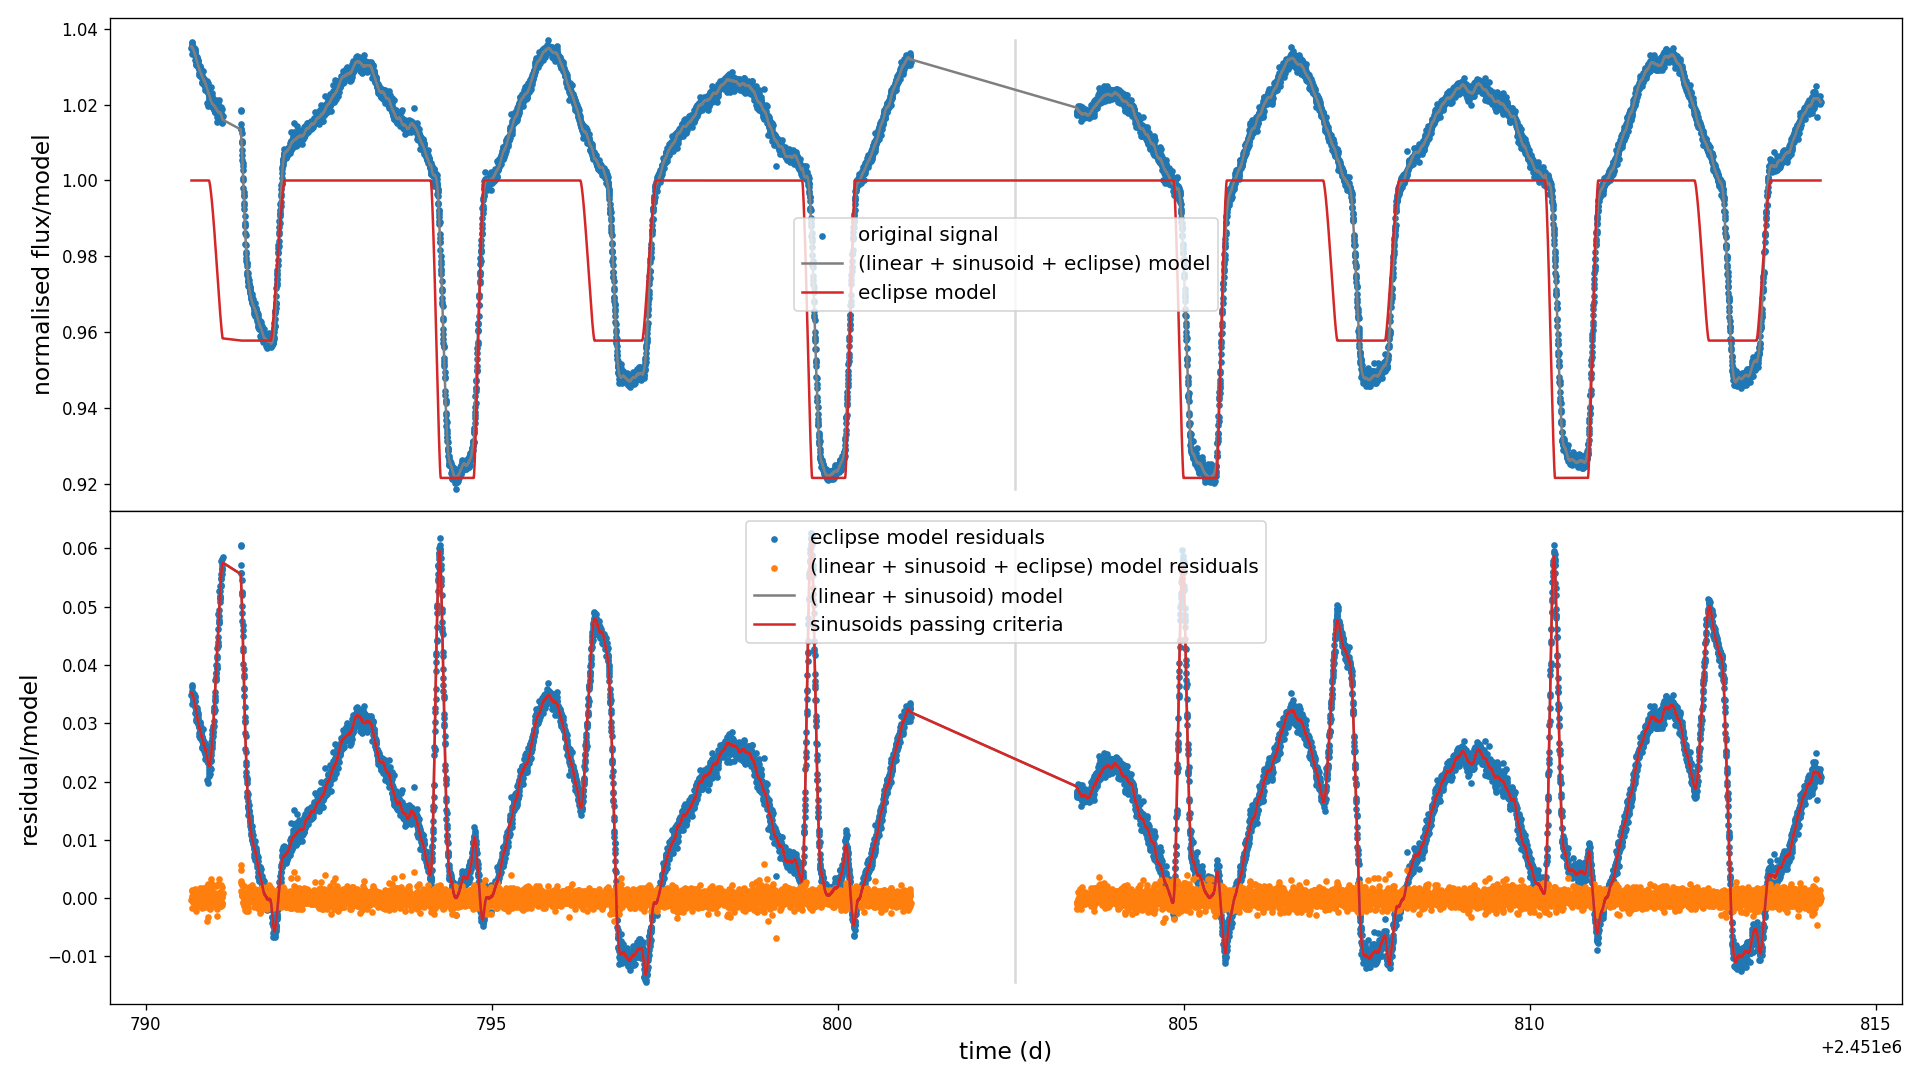 1.04
1.02
1.00
0.98
0.96
0.94
0.92
normalised flux/model
original signal
(linear + sinusoid + eclipse) model
eclipse model
0.06
0.05
0.04
0.03
0.02
0.01
0.00
−0.01
residual/model
eclipse model residuals
(linear + sinusoid + eclipse) model residuals
(linear + sinusoid) model
sinusoids passing criteria
790
795
800
805
810
815
time (d)
+2.451e6